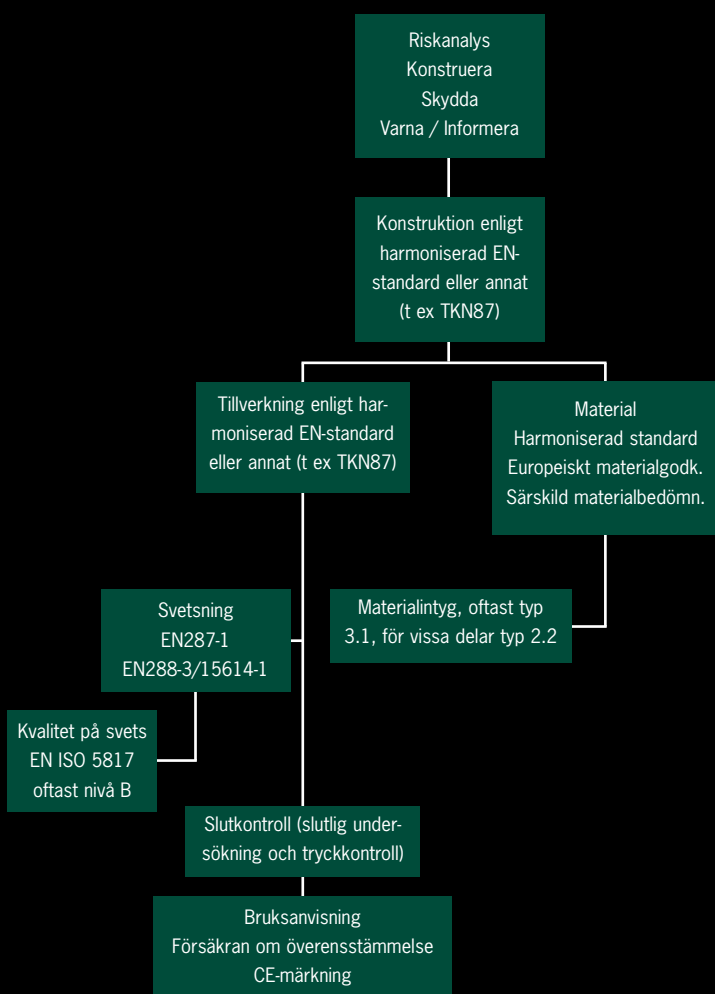 Riskanalys
Konstruera
Skydda
Varna / Informera
Konstruktion enligt
harmoniserad EN-
standard eller annat
(t ex TKN87)
Tillverkning enligt har-
moniserad EN-standard
eller annat (t ex TKN87)
Material
Harmoniserad standard
Europeiskt materialgodk.
Särskild materialbedömn.
Svetsning
EN287-1
EN288-3/15614-1
Materialintyg, oftast typ
3.1, för vissa delar typ 2.2
Kvalitet på svets
EN ISO 5817
oftast nivå B
Slutkontroll (slutlig under-
sökning och tryckkontroll)
Bruksanvisning
Försäkran om överensstämmelse
CE-märkning